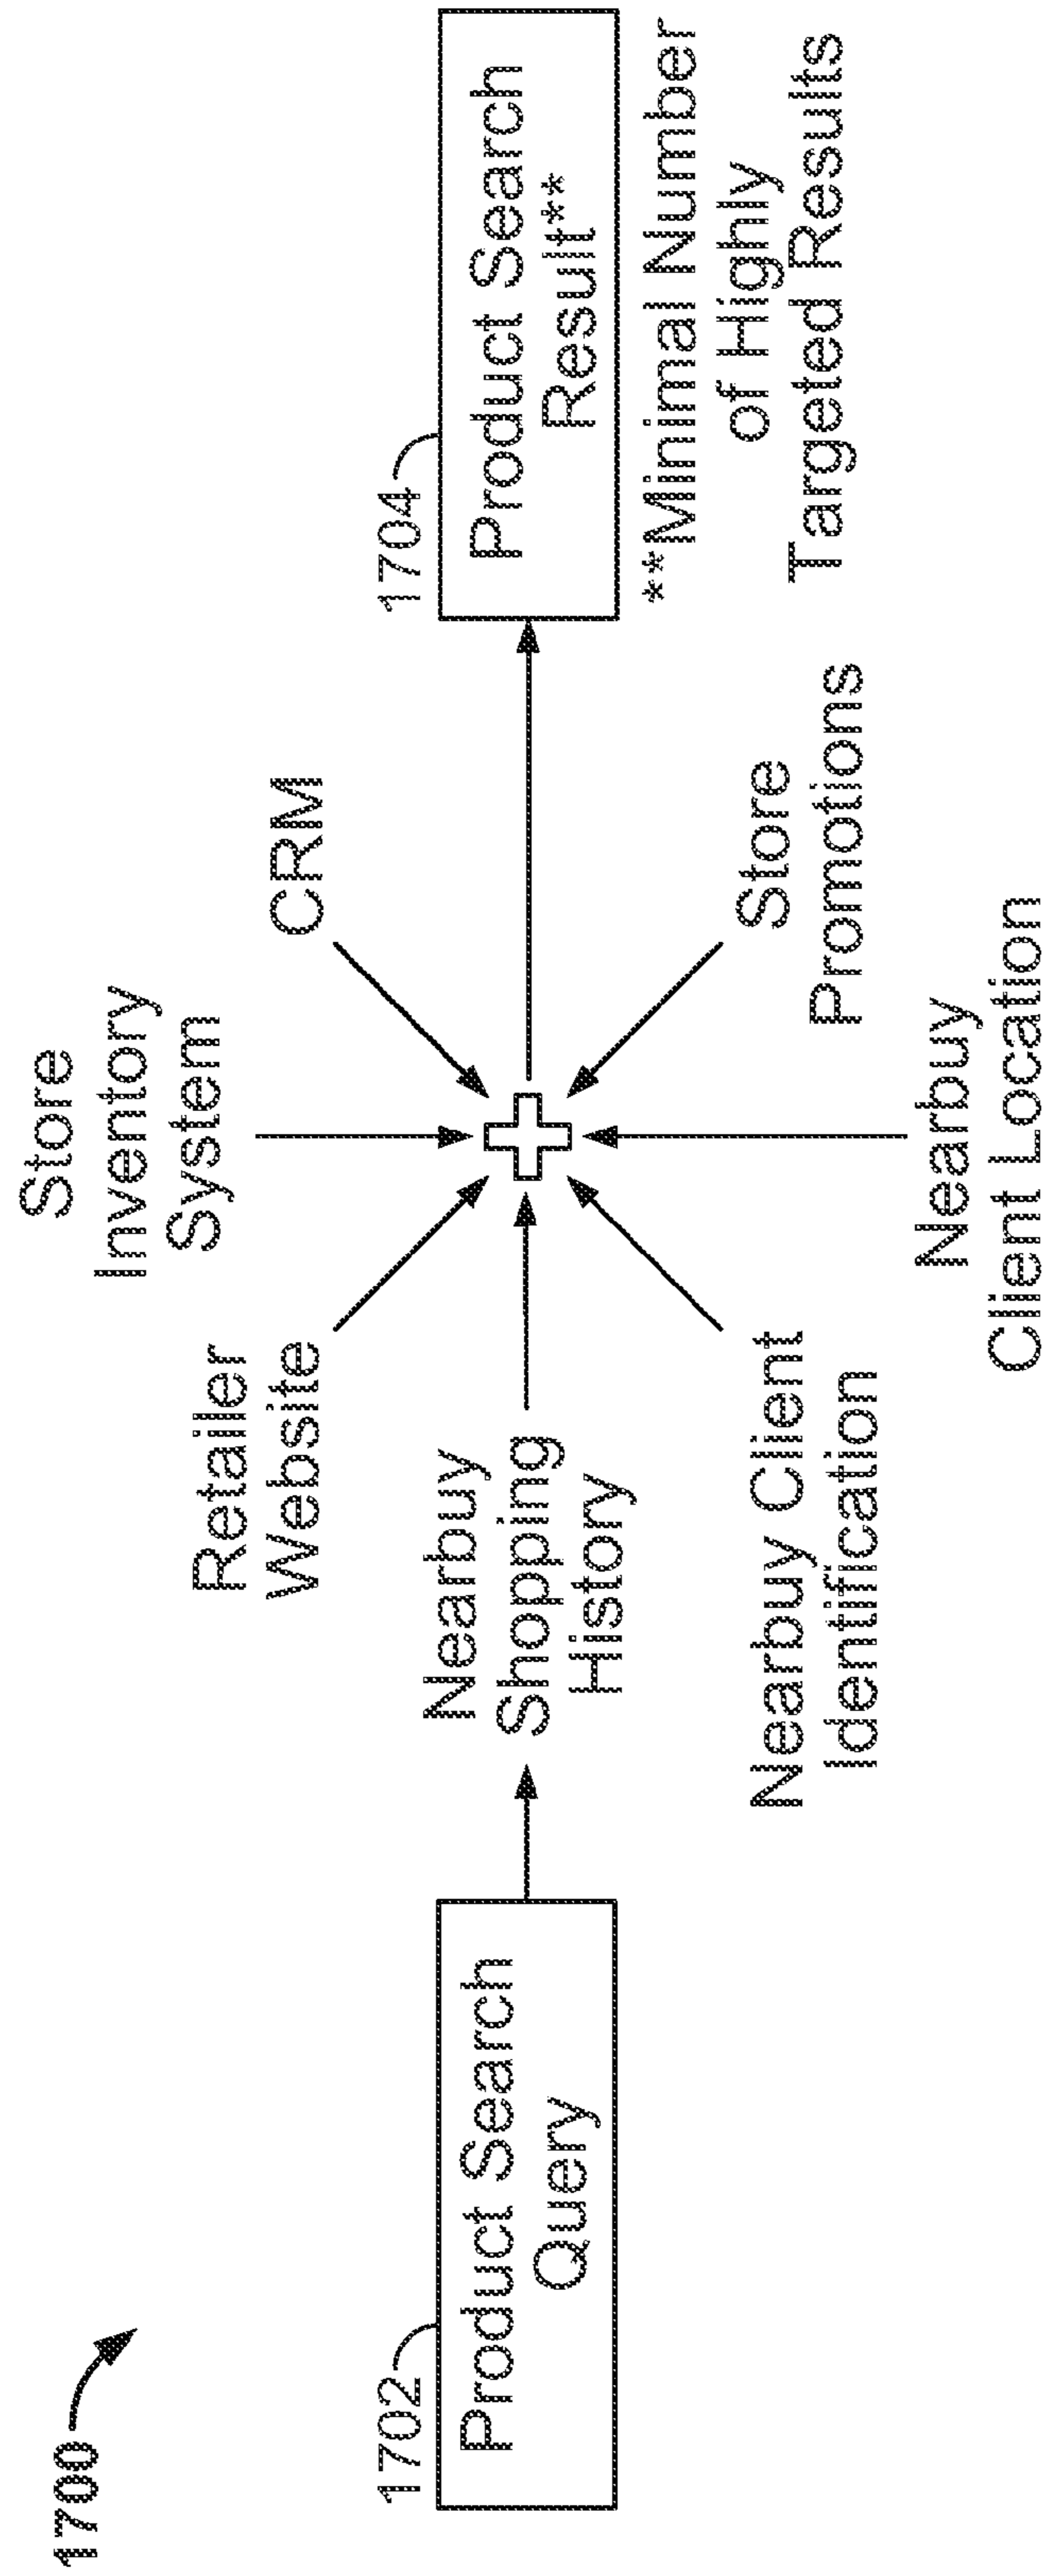 1700
Store
Inventory
System
CRM
Retailer
Website
1702
Product Search
Query
Nearbuy
Shopping
History
1704
Product Search
Result**
**Minimal Number
of Highly
Targeted Results
Nearbuy Client
Identification
Store
Promotions
Nearbuy
Client Location